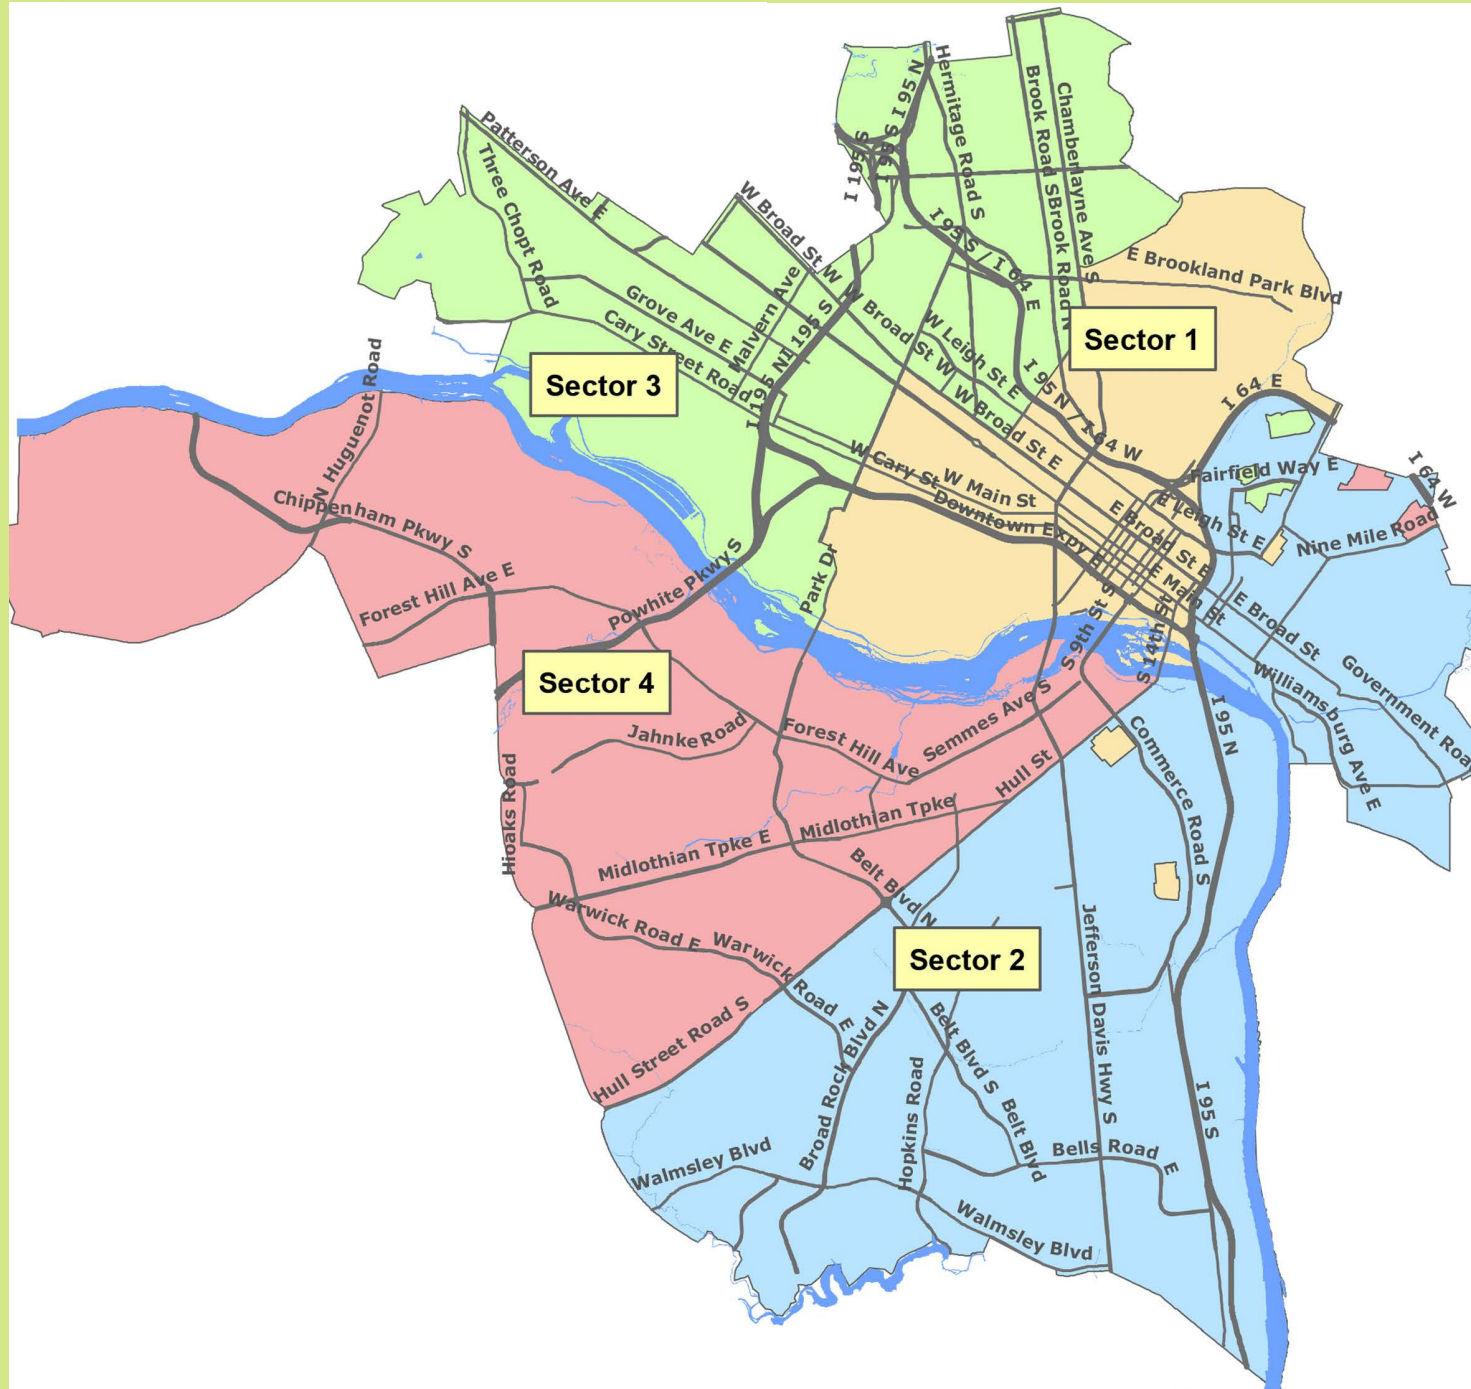 Hermitage Road S
I 95 N
I 95 S
I 195 S
Brook Road S
Chamberlayne Ave S
Brook Road N
Patterson Ave E
Three Chopt Road
W Broad St W
I 95 S / I 64 E
E Brookland Park Blvd
Grove Ave E
Malvern Ave
I 195 S
I 195 N
W Broad St W
W Leigh St E
Cary Street Road
Sector 1
Sector 3
N Huguenot Road
W Broad St E
I 95 N / I 64 W
I 64 E
I 64 W
Fairfield Way E
W Cary St
W Main St
Downtown Expy E
E Leigh St E
E Broad St E
Nine Mile Road
Chippenham Pkwy S
Forest Hill Ave E
Powhite Pkwy S
Park Dr
E Main St
E Broad St
S 9th St S
S 14th St
Government Road
Williamsburg Ave E
Sector 4
Jahnke Road
Forest Hill Ave
Semmes Ave S
Hull St
Commerce Road S
I 95 N
Hioaks Road
Midlothian Tpke E
Midlothian Tpke
Belt Blvd N
Warwick Road E
Warwick Road E
Sector 2
Jefferson Davis Hwy S
Hull Street Road S
Broad Rock Blvd N
Belt Blvd S
Belt Blvd
Hopkins Road
I 95 S
Bells Road E
Walmsley Blvd
Walmsley Blvd